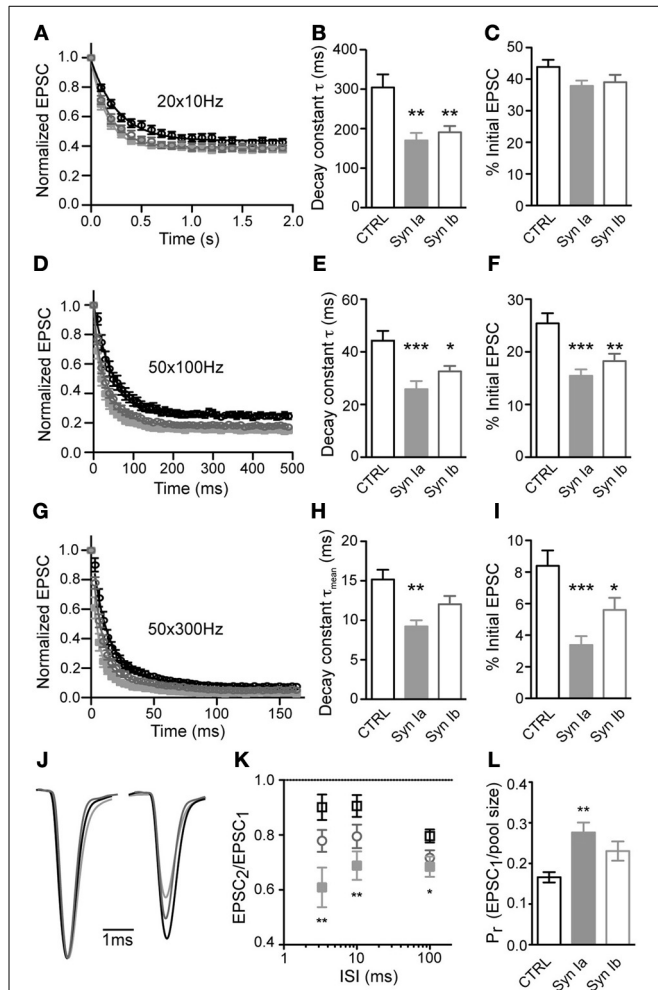 A
Normalized EPSC
1.0
0.8
0.6
0.4
0.2
0.0
20x10Hz
0.0 0.5 1.0 1.5 2.0
Time (s)
B
Decay constant τ (ms)
400
300
200
100
0
** **
CTRL Syn Ia Syn Ib
C
% Initial EPSC
50
40
30
20
10
0
CTRL Syn Ia Syn Ib
D
Normalized EPSC
1.0
0.8
0.6
0.4
0.2
0.0
50x100Hz
0 100 200 300 400 500
Time (ms)
E
Decay constant τ (ms)
60
40
20
0
*** *
CTRL Syn Ia Syn Ib
F
% Initial EPSC
30
20
10
0
*** **
CTRL Syn Ia Syn Ib
G
Normalized EPSC
1.0
0.8
0.6
0.4
0.2
0.0
50x300Hz
0 50 100 150
Time (ms)
H
Decay constant τmean (ms)
20
15
10
5
0
**
CTRL Syn Ia Syn Ib
I
% Initial EPSC
10
8
6
4
2
0
*** *
CTRL Syn Ia Syn Ib
J
1ms
K
EPSC2/EPSC1
1.0
0.8
0.6
0.4
** ** *
1 10 100
ISI (ms)
L
Pr (EPSC1/pool size)
0.4
0.3
0.2
0.1
0.0
**
CTRL Syn Ia Syn Ib